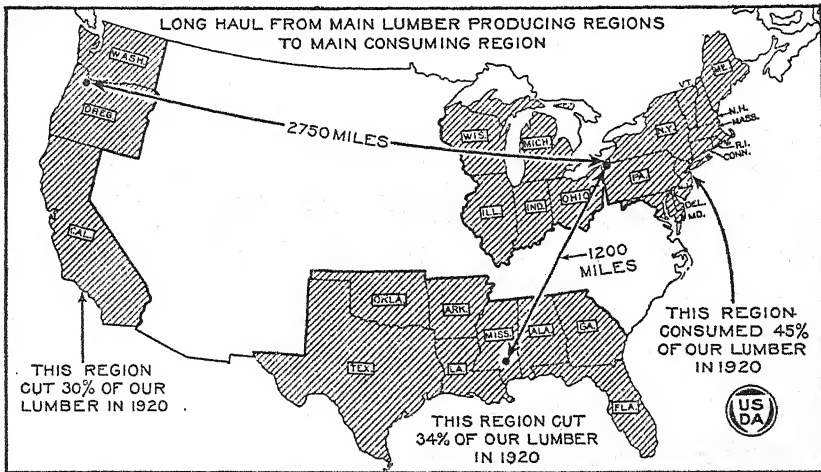 LONG HAUL FROM MAIN LUMBER PRODUCING REGIONS
TO MAIN CONSUMING REGION
WASH.
OREG.
CAL.
2750 MILES
WIS.
MICH.
ILL.
IND.
OHIO
N.Y.
PA.
VT.
ME.
N.H.
MASS.
R.I.
CONN.
DEL.
MD.
1200
MILES
OKLA.
ARK.
TEX.
LA.
MISS.
ALA.
GA.
FLA.
THIS REGION
CUT 30% OF OUR
LUMBER IN 1920
THIS REGION CUT
34% OF OUR LUMBER
IN 1920
THIS REGION
CONSUMED 45%
OF OUR LUMBER
IN 1920
US
DA